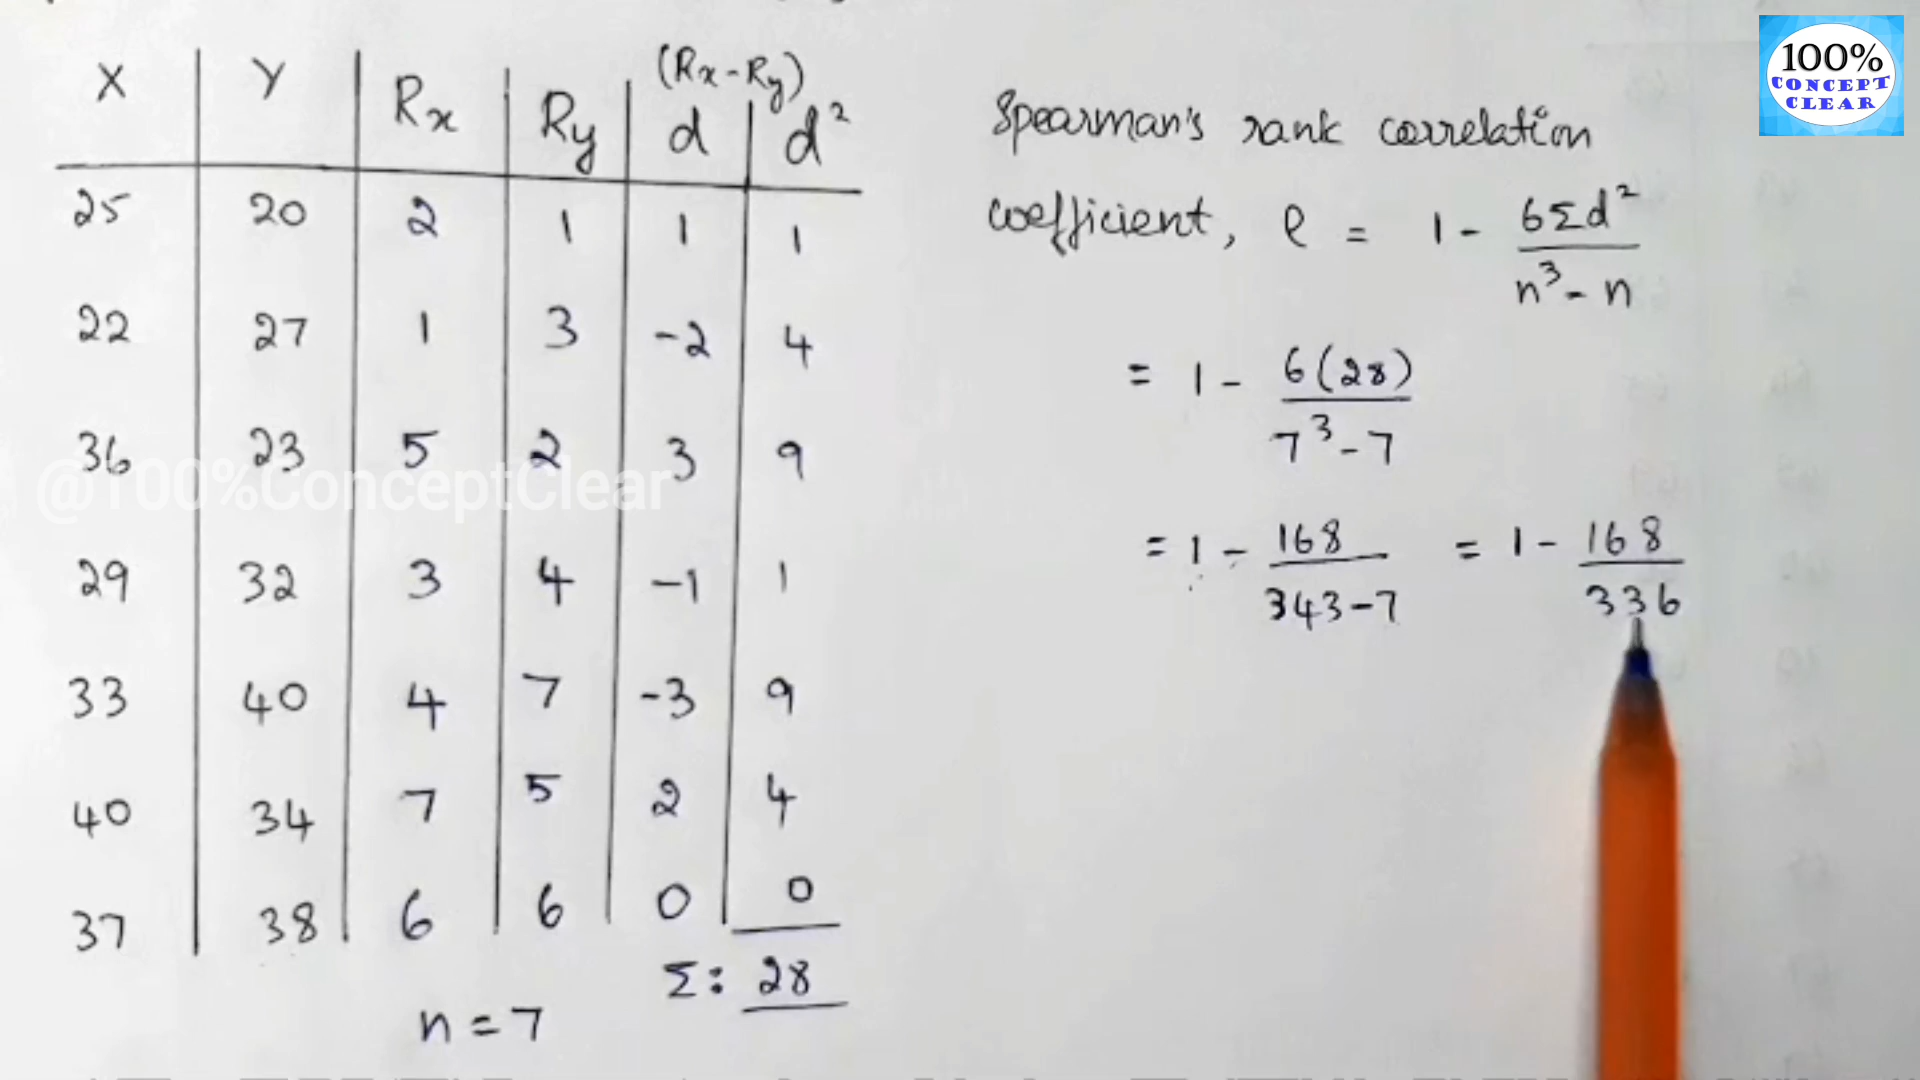 100%
CONCEPT
CLEAR
(Rx-Ry)
X Y Rx Ry d d²
25 20 2 1 1 1
22 27 1 3 -2 4
36 23 5 2 3 9
@100%ConceptClear
29 32 3 4 -1 1
33 40 4 7 -3 9
40 34 7 5 2 4
37 38 6 6 0 0
Σ: 28
n = 7
Spearman's rank correlation
coefficient, ρ = 1 - 6Σd² / n³ - n
= 1 - 6(28) / 7³ - 7
= 1 - 168 / 343-7 = 1 - 168 / 336